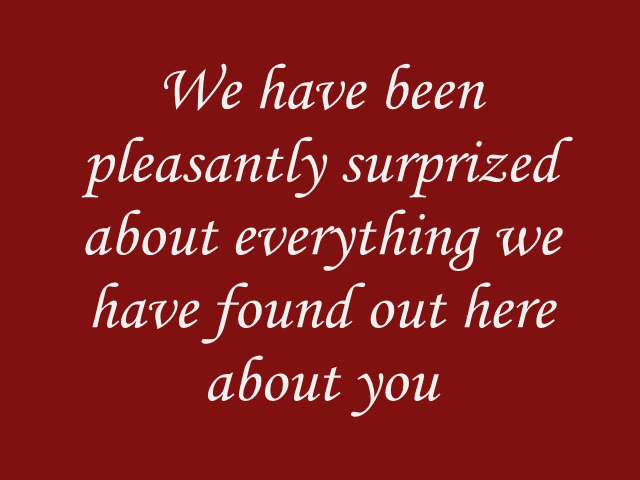 We have been
pleasantly surprized
about everything we
have found out here
about you